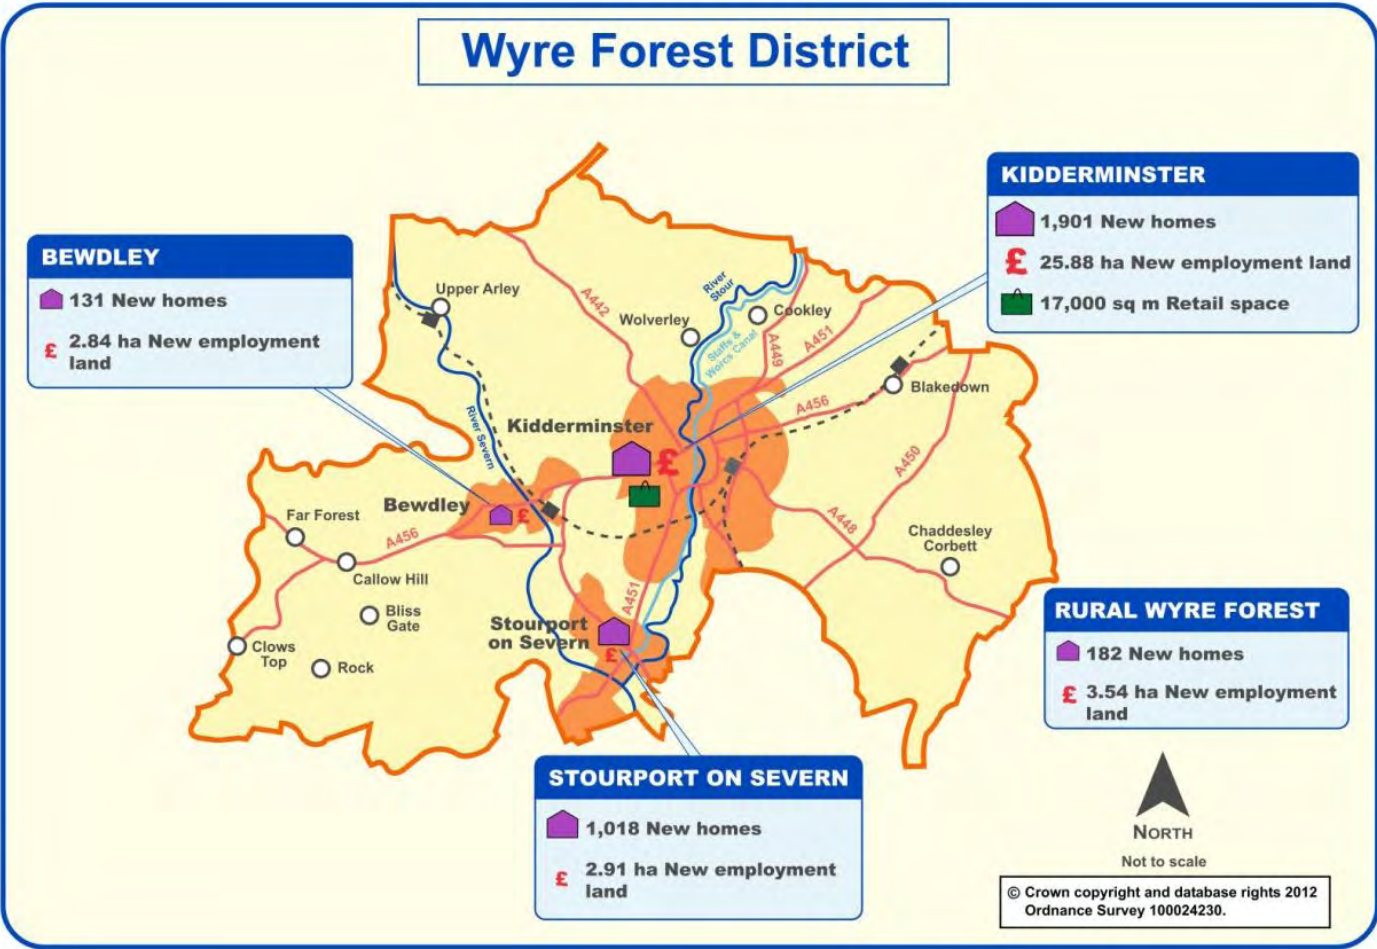 Wyre Forest District
KIDDERMINSTER
1,901 New homes
£ 25.88 ha New employment land
17,000 sq m Retail space
BEWDLEY
131 New homes
£ 2.84 ha New employment
land
Upper Arley
A442
River
Stour
Wolverley
Cookley
Staffs &
Worcs Canal
A449
A451
Blakedown
A456
River Severn
Kidderminster
£
A450
Bewdley
£
Far Forest
A456
A448
Chaddesley
Corbett
Callow Hill
Bliss
Gate
A451
Stourport
on Severn
£
Clows
Top
Rock
RURAL WYRE FOREST
182 New homes
£ 3.54 ha New employment
land
STOURPORT ON SEVERN
1,018 New homes
£ 2.91 ha New employment
land
NORTH
Not to scale
© Crown copyright and database rights 2012
Ordnance Survey 100024230.